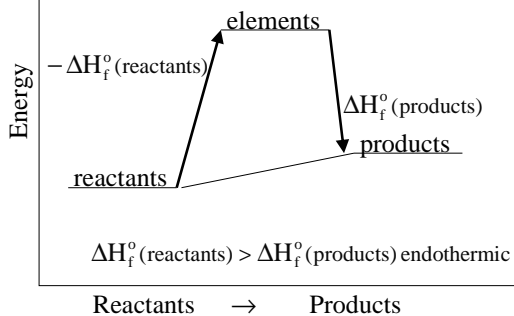 elements
− ΔH°f (reactants)
ΔH°f (products)
products
reactants
ΔH°f (reactants) > ΔH°f (products) endothermic
Energy
Reactants → Products